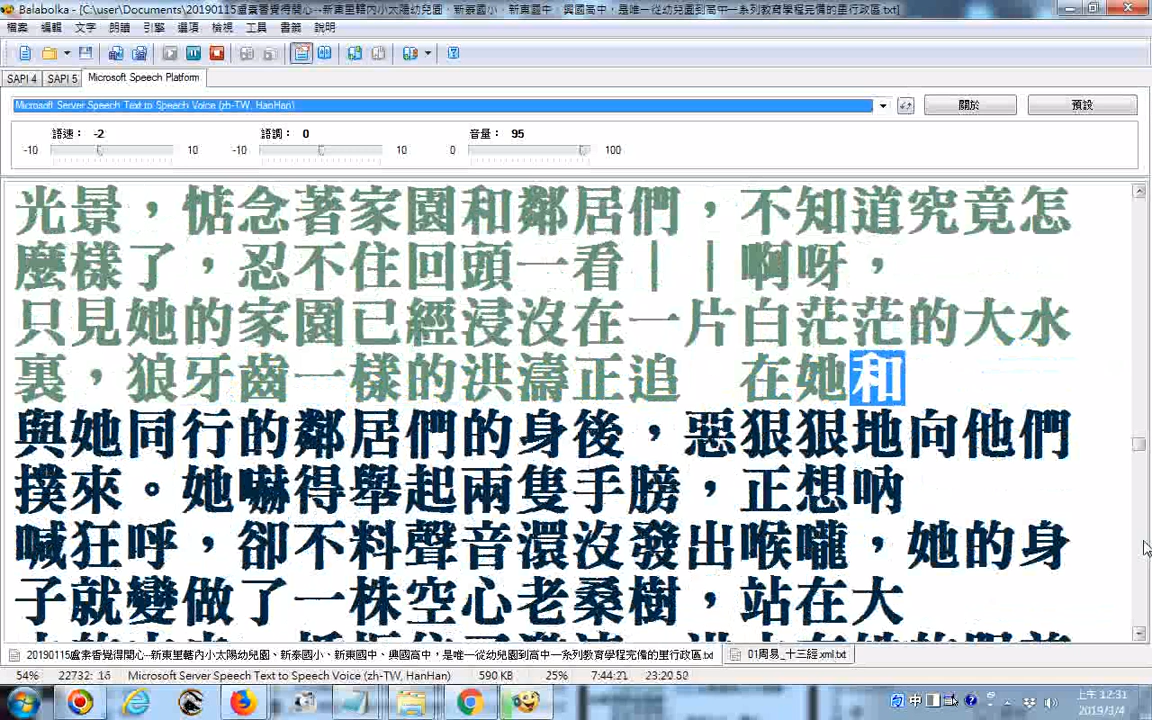 Balabolka - [C:\user\Documents\20190115盧素香覺得開心--新東里轄內小太陽幼兒園、新泰國小、新東國中、興國高中，是唯一從幼兒園到高中一系列教育學程完備的里行政區.txt]
檔案 編輯 文字 朗讀 引擎 選項 檢視 工具 書籤 說明
SAPI 4 SAPI 5 Microsoft Speech Platform
Microsoft Server Speech Text to Speech Voice (zh-TW, HanHan) 關於 預設
語速： -2 語調： 0 音量： 95
-10 10 -10 10 0 100
光景，惦念著家園和鄰居們，不知道究竟怎
麼樣了，忍不住回頭一看｜｜啊呀，
只見她的家園已經浸沒在一片白茫茫的大水
裏，狼牙齒一樣的洪濤正追 在她和
與她同行的鄰居們的身後，惡狠狠地向他們
撲來。她嚇得舉起兩隻手膀，正想吶
喊狂呼，卻不料聲音還沒發出喉嚨，她的身
子就變做了一株空心老桑樹，站在大
20190115盧素香覺得開心--新東里轄內小太陽幼兒園、新泰國小、新東國中、興國高中，是唯一從幼兒園到高中一系列教育學程完備的里行政區.txt 01周易_十三經.xml.txt
54% 22732: 16 Microsoft Server Speech Text to Speech Voice (zh-TW, HanHan) 590 KB 25% 7:44:21 23:20.50
中 上午 12:31
2019/3/4